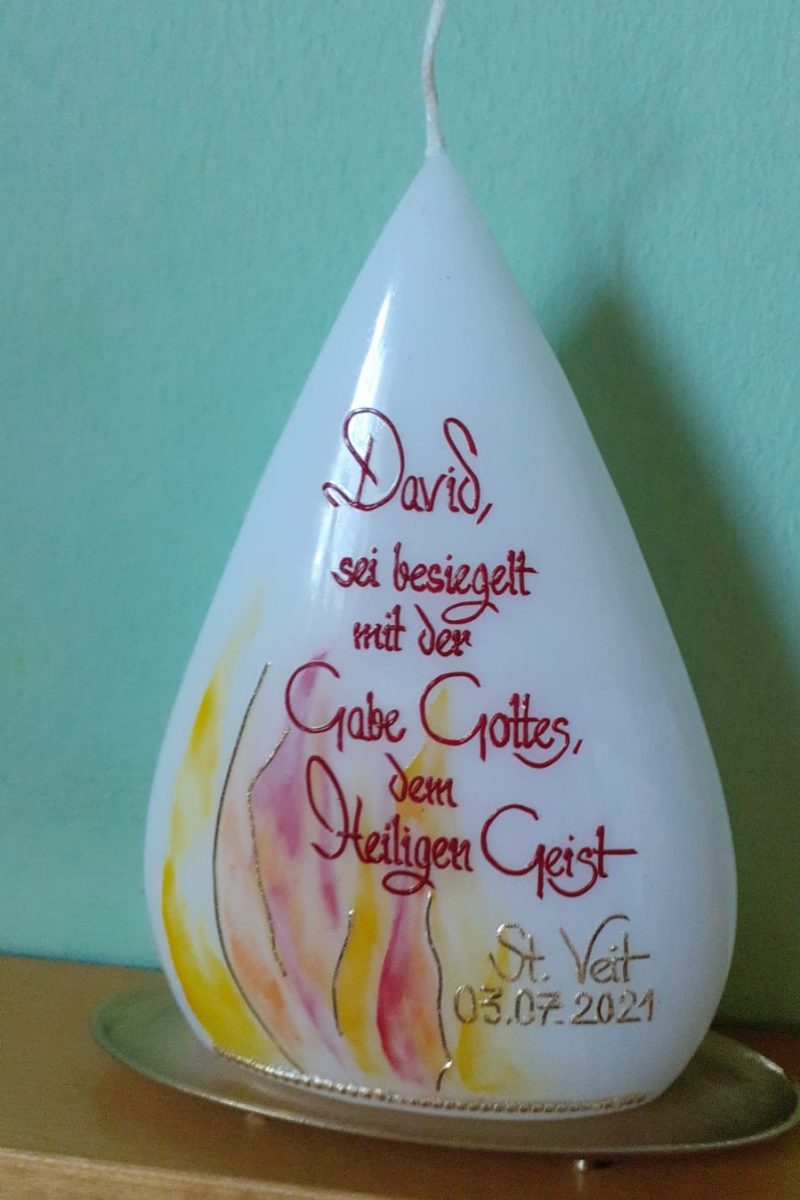 David,
sei besiegelt
mit der
Gabe Gottes,
dem
Heiligen Geist
St. Veit
03.07.2021